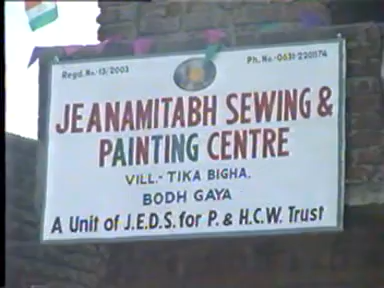 Regd. No. 13/2003 Ph. No. 0631-220574
JEANAMITABH SEWING &
PAINTING CENTRE
VILL.- TIKA BIGHA.
BODH GAYA
A Unit of J.E.D.S. for P. & H.C.W. Trust